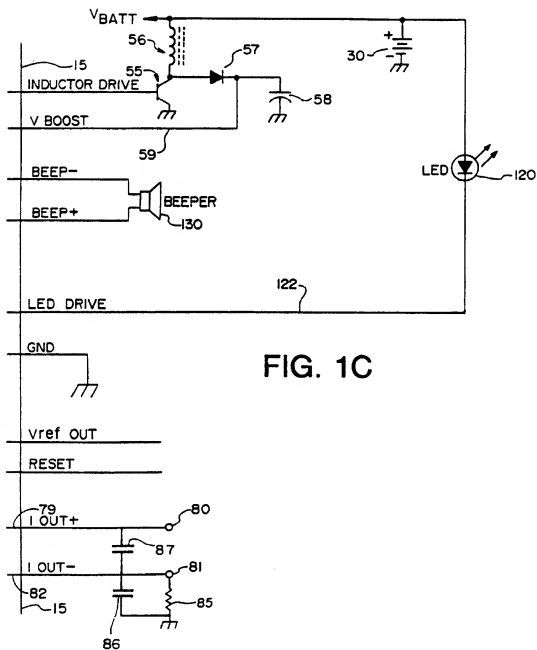 VBATT
56
57
+
30
-
15
55
INDUCTOR DRIVE
58
V BOOST
59
BEEP-
BEEPER
LED
120
130
BEEP+
122
LED DRIVE
GND
FIG. 1C
Vref OUT
RESET
79
I OUT+
80
87
I OUT-
81
82
15
86
85